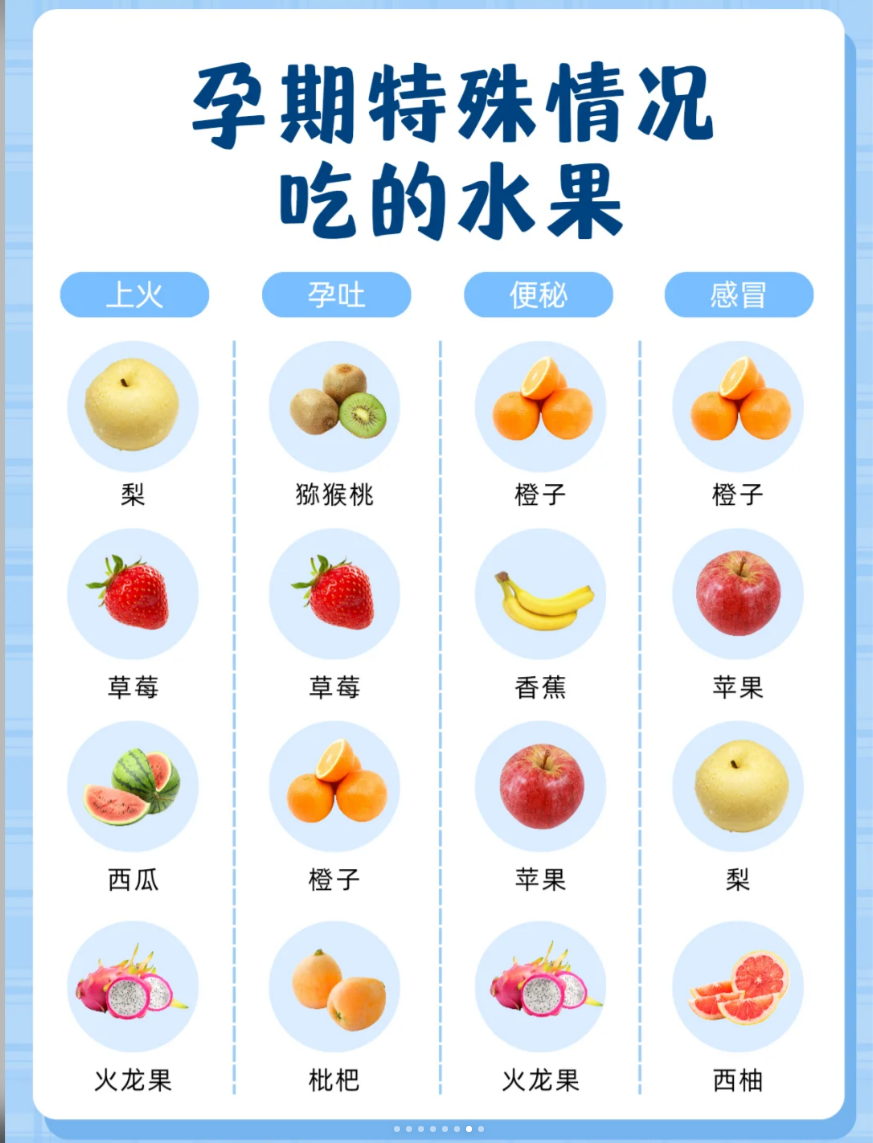 孕期特殊情况
吃的水果
上火 孕吐 便秘 感冒
梨 猕猴桃 橙子 橙子
草莓 草莓 香蕉 苹果
西瓜 橙子 苹果 梨
火龙果 枇杷 火龙果 西柚